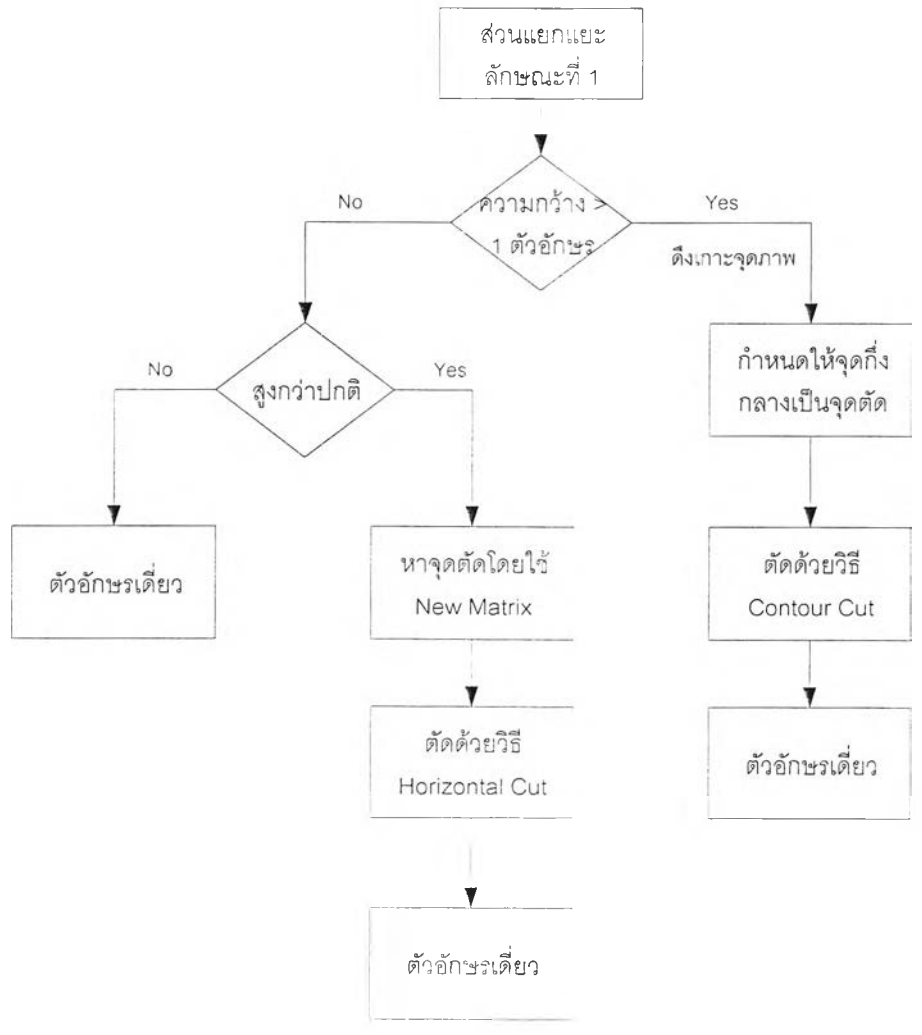 ส่วนแยกแยะ
ลักษณะที่ 1
ความกว้าง >
1 ตัวอักษร
No
Yes
ดึงเกาะจุดภาพ
สูงกว่าปกติ
No
Yes
กำหนดให้จุดกึ่ง
กลางเป็นจุดตัด
ตัวอักษรเดี่ยว
หาจุดตัดโดยใช้
New Matrix
ตัดด้วยวิธี
Contour Cut
ตัดด้วยวิธี
Horizontal Cut
ตัวอักษรเดี่ยว
ตัวอักษรเดี่ยว